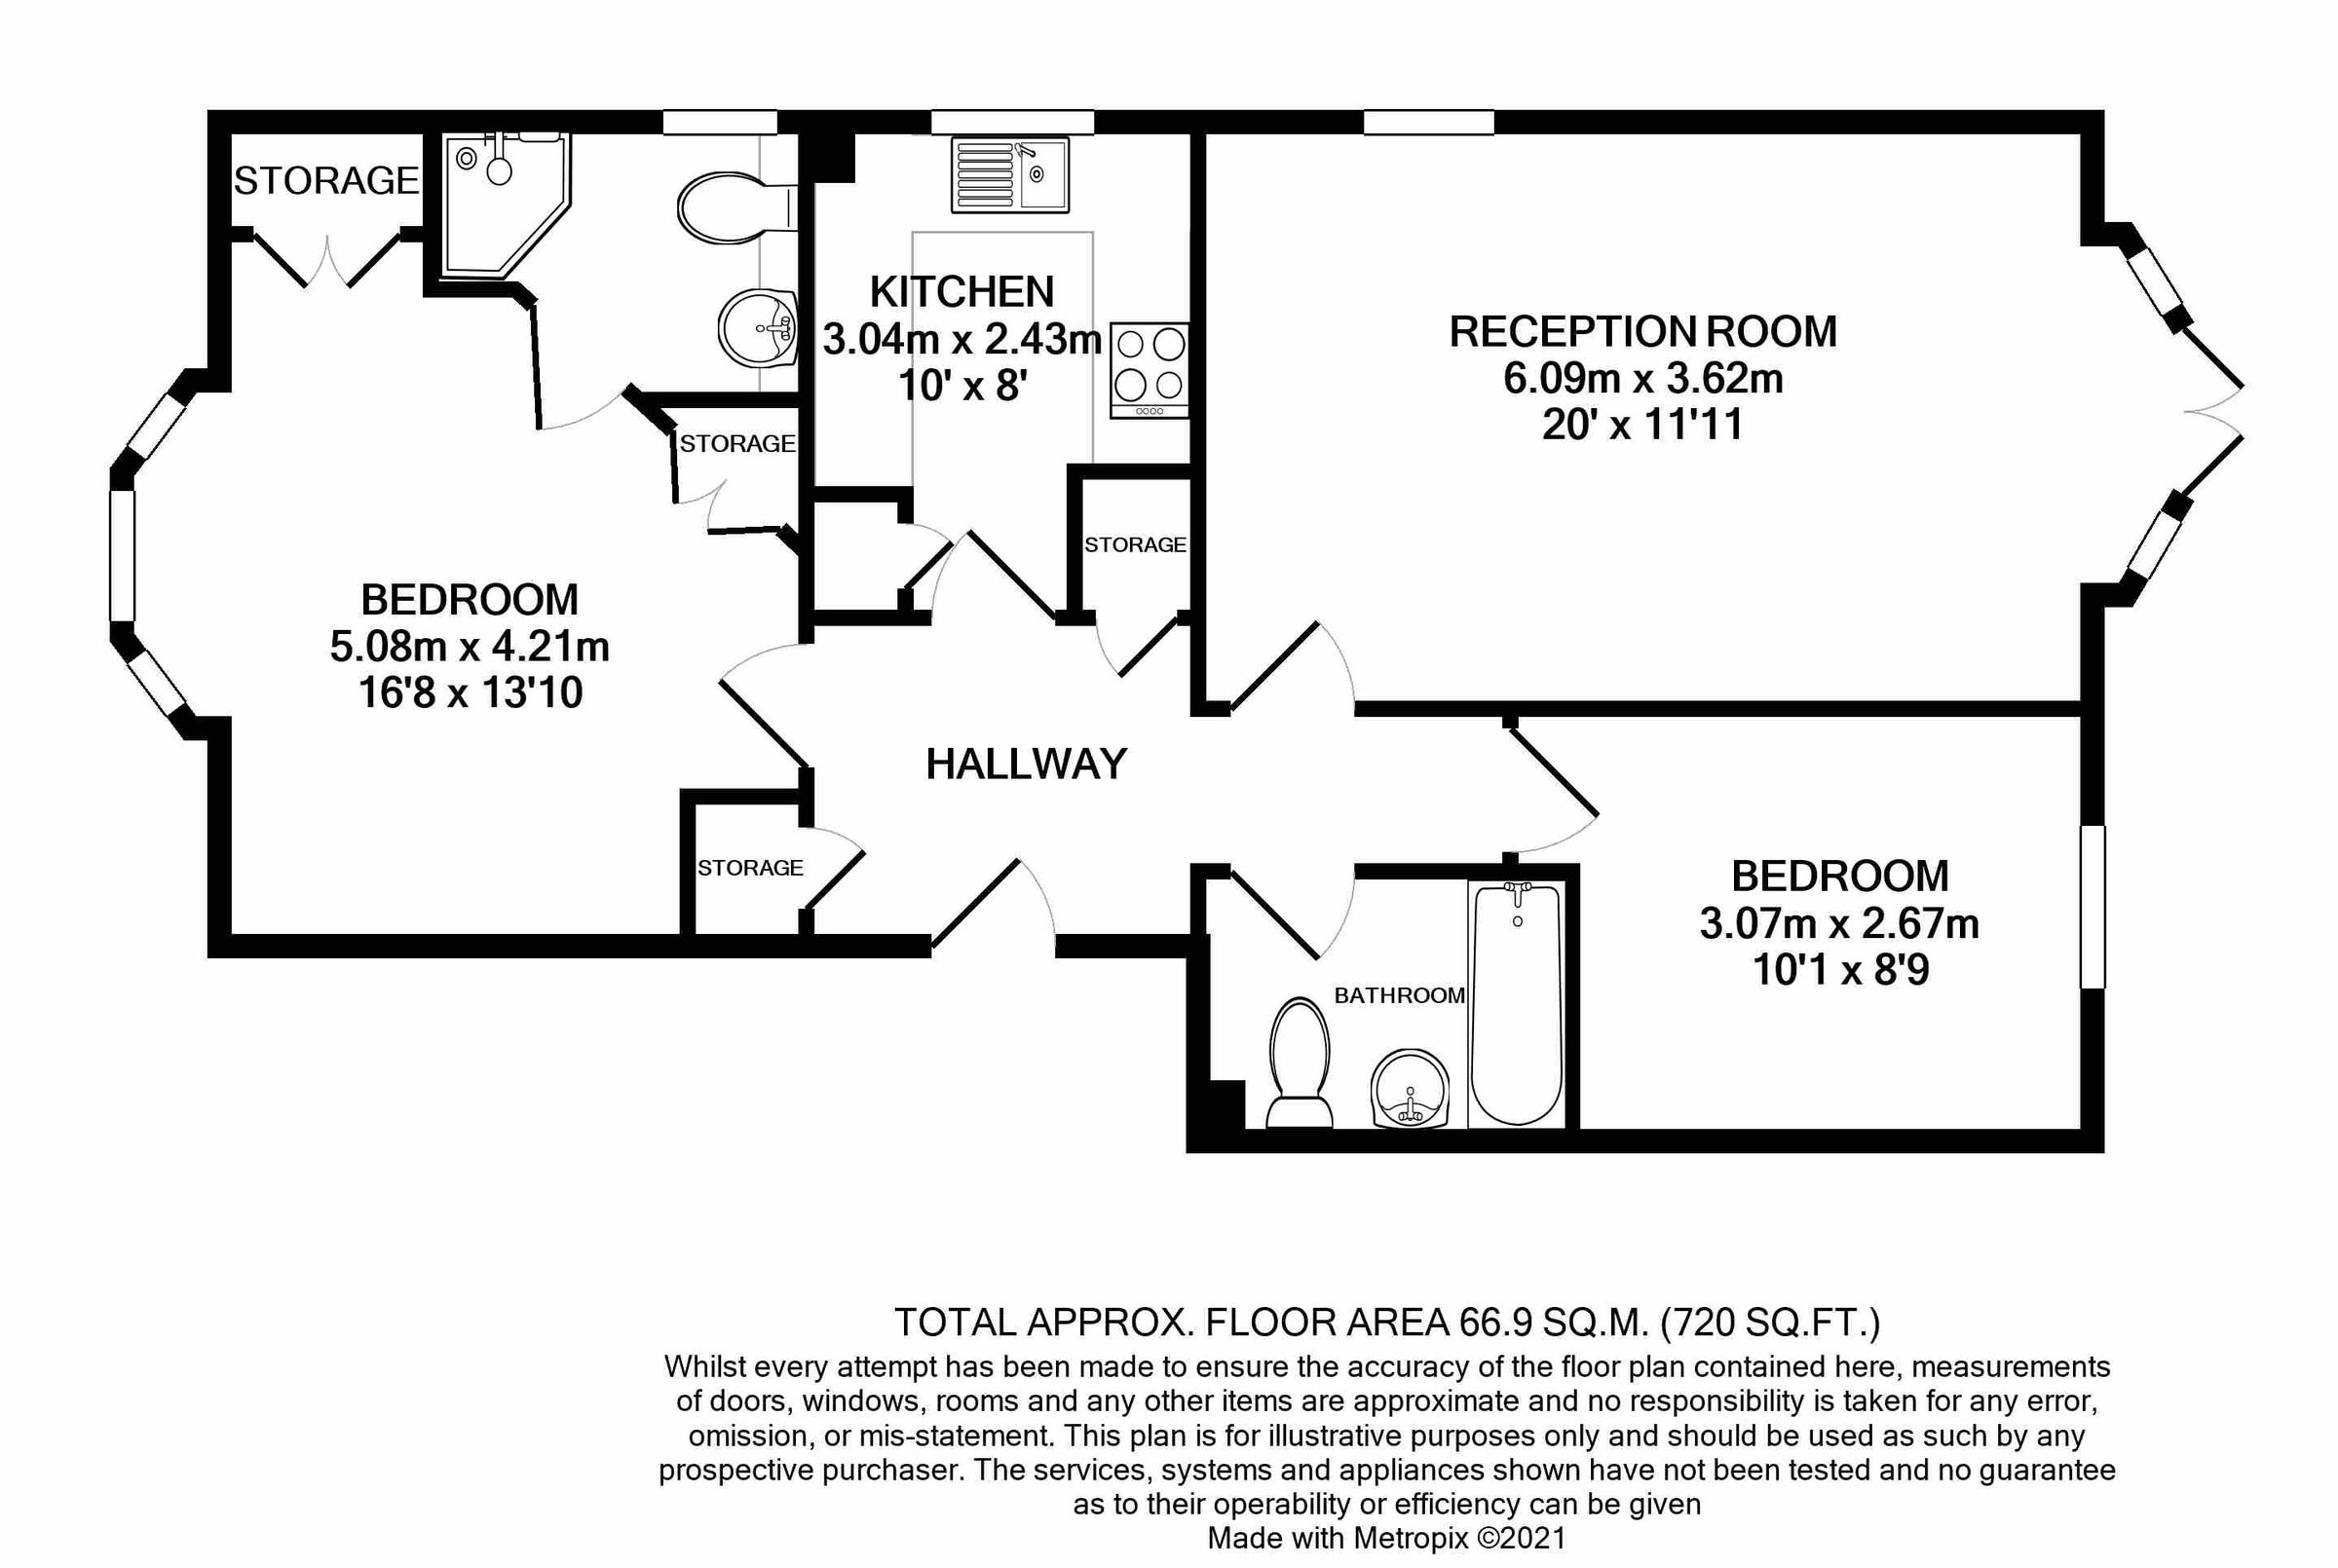 STORAGE
KITCHEN
3.04m x 2.43m
10' x 8'
RECEPTION ROOM
6.09m x 3.62m
20' x 11'11
STORAGE
STORAGE
BEDROOM
5.08m x 4.21m
16'8 x 13'10
HALLWAY
STORAGE
BEDROOM
3.07m x 2.67m
10'1 x 8'9
BATHROOM
TOTAL APPROX. FLOOR AREA 66.9 SQ.M. (720 SQ.FT.)
Whilst every attempt has been made to ensure the accuracy of the floor plan contained here, measurements
of doors, windows, rooms and any other items are approximate and no responsibility is taken for any error,
omission, or mis-statement. This plan is for illustrative purposes only and should be used as such by any
prospective purchaser. The services, systems and appliances shown have not been tested and no guarantee
as to their operability or efficiency can be given
Made with Metropix ©2021